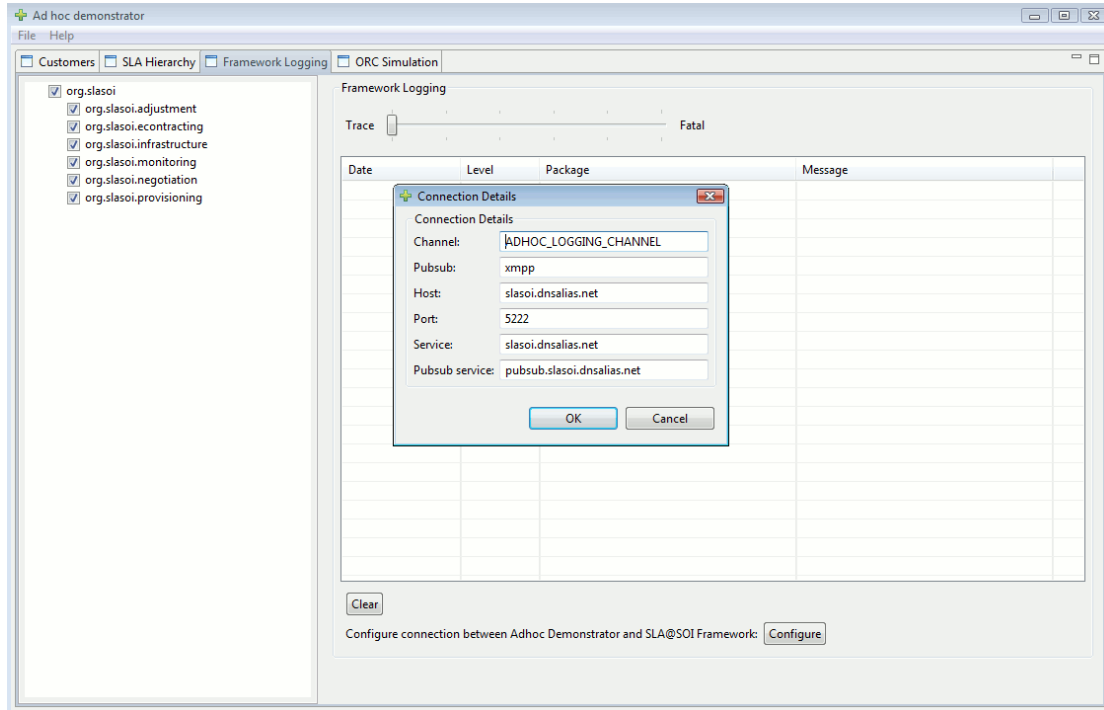 Ad hoc demonstrator
File Help
Customers SLA Hierarchy Framework Logging ORC Simulation
org.slasoi
org.slasoi.adjustment
org.slasoi.econtracting
org.slasoi.infrastructure
org.slasoi.monitoring
org.slasoi.negotiation
org.slasoi.provisioning
Framework Logging
Trace Fatal
Date Level Package Message
Connection Details
Connection Details
Channel: ADHOC_LOGGING_CHANNEL
Pubsub: xmpp
Host: slasoi.dnsalias.net
Port: 5222
Service: slasoi.dnsalias.net
Pubsub service: pubsub.slasoi.dnsalias.net
OK Cancel
Clear
Configure connection between Adhoc Demonstrator and SLA@SOI Framework: Configure